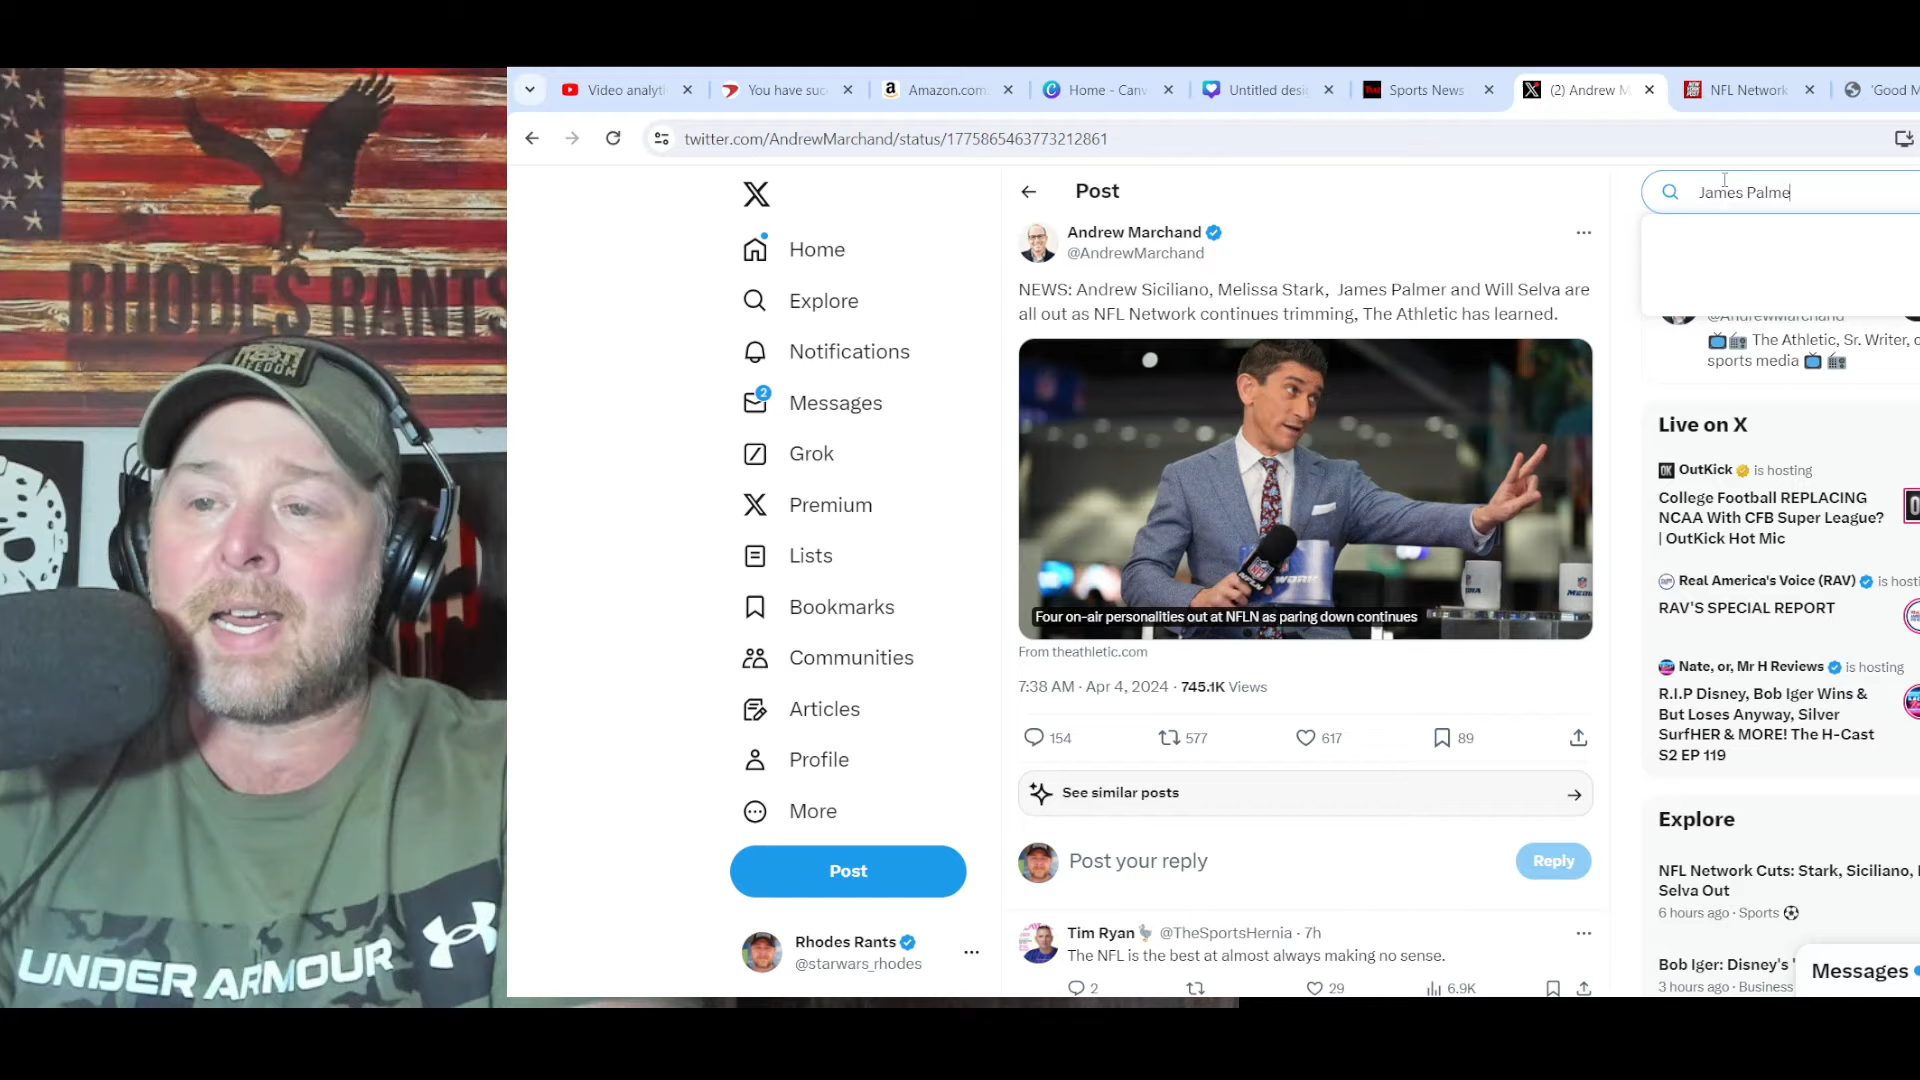 RHODES RANTS
FREEDOM
UNDER ARMOUR
Video analyti
You have suc
Amazon.com
Home - Canv
Untitled desi
Sports News
(2) Andrew M
NFL Network
'Good M
twitter.com/AndrewMarchand/status/1775865463773212861
Home
Explore
Notifications
2
Messages
Grok
Premium
Lists
Bookmarks
Communities
Articles
Profile
More
Post
Rhodes Rants
@starwars_rhodes
Post
Andrew Marchand
@AndrewMarchand
NEWS: Andrew Siciliano, Melissa Stark, James Palmer and Will Selva are
all out as NFL Network continues trimming, The Athletic has learned.
Four on-air personalities out at NFLN as paring down continues
From theathletic.com
7:38 AM · Apr 4, 2024 · 745.1K Views
154 577 617 89
See similar posts
Post your reply
Reply
Tim Ryan @TheSportsHernia · 7h
The NFL is the best at almost always making no sense.
2 29 6.9K
James Palme
@AndrewMarchand
The Athletic, Sr. Writer, c
sports media
Live on X
OutKick is hosting
College Football REPLACING
NCAA With CFB Super League?
| OutKick Hot Mic
Real America's Voice (RAV) is hosti
RAV'S SPECIAL REPORT
Nate, or, Mr H Reviews is hosting
R.I.P Disney, Bob Iger Wins &
But Loses Anyway, Silver
SurfHER & MORE! The H-Cast
S2 EP 119
Explore
NFL Network Cuts: Stark, Siciliano,
Selva Out
6 hours ago · Sports
Bob Iger: Disney's
3 hours ago · Business
Messages